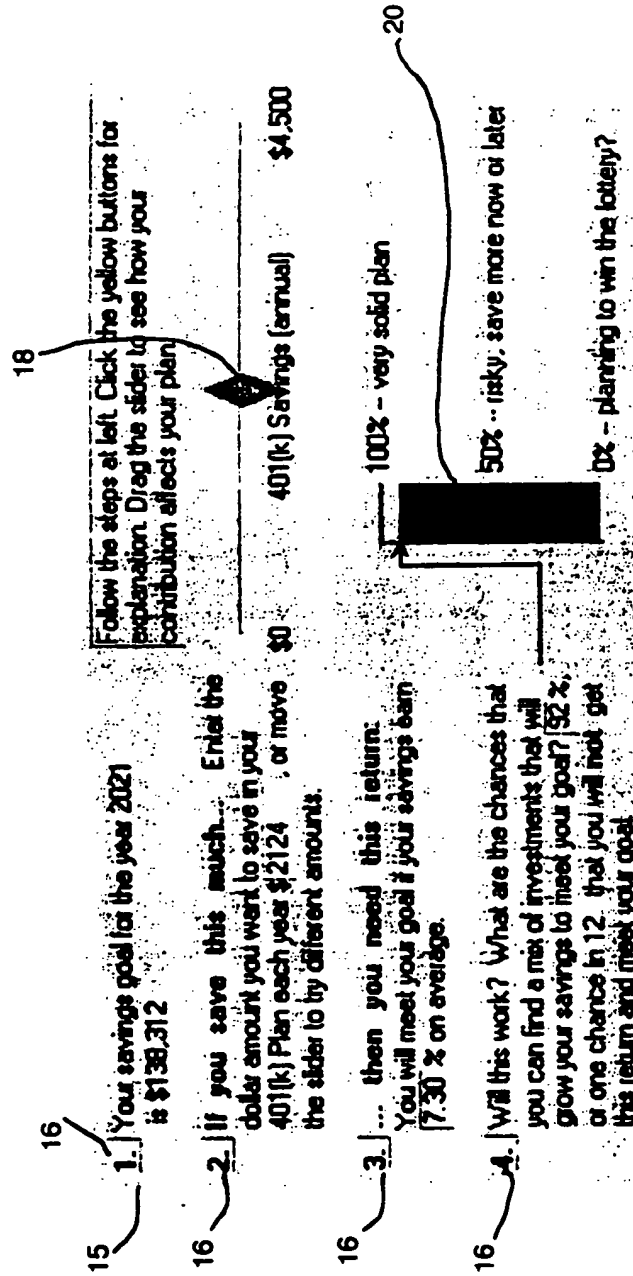 15
16
1. Your savings goal for the year 2021
is $138,312
16
2. If you save this much... Enter the
dollar amount you want to save in your
401(k) Plan each year $ 2124 , or move
the slider to try different amounts.
16
3. ... then you need this return:
You will meet your goal if your savings earn
7.30 % on average.
16
4. Will this work? What are the chances that
you can find a mix of investments that will
grow your savings to meet your goal? 92 %,
or one chance in 12 that you will not get
this return and meet your goal
18
Follow the steps at left. Click the yellow buttons for
explanation. Drag the slider to see how your
contribution affects your plan.
$0 401(k) Savings (annual) $4,500
100% – very solid plan
50% -- risky, save more now or later
0% – planning to win the lottery?
20